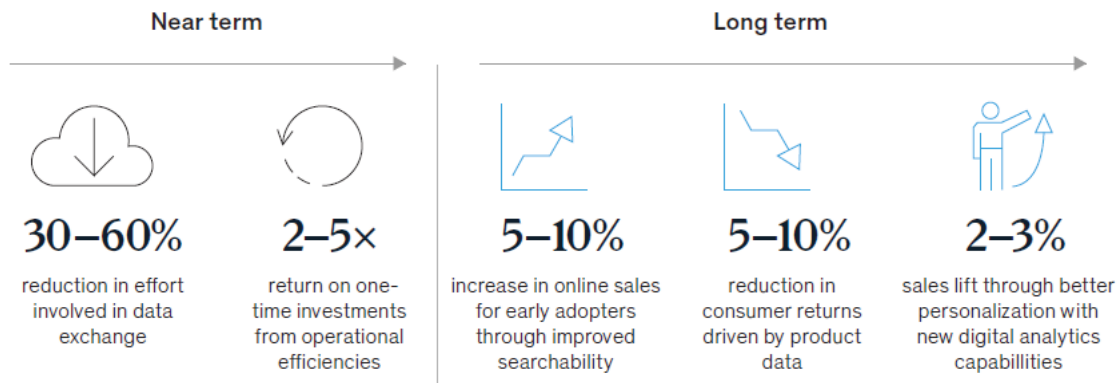 Near term
Long term
30–60%
reduction in effort
involved in data
exchange
2–5×
return on one-
time investments
from operational
efficiencies
5–10%
increase in online sales
for early adopters
through improved
searchability
5–10%
reduction in
consumer returns
driven by product
data
2–3%
sales lift through better
personalization with
new digital analytics
capabillities